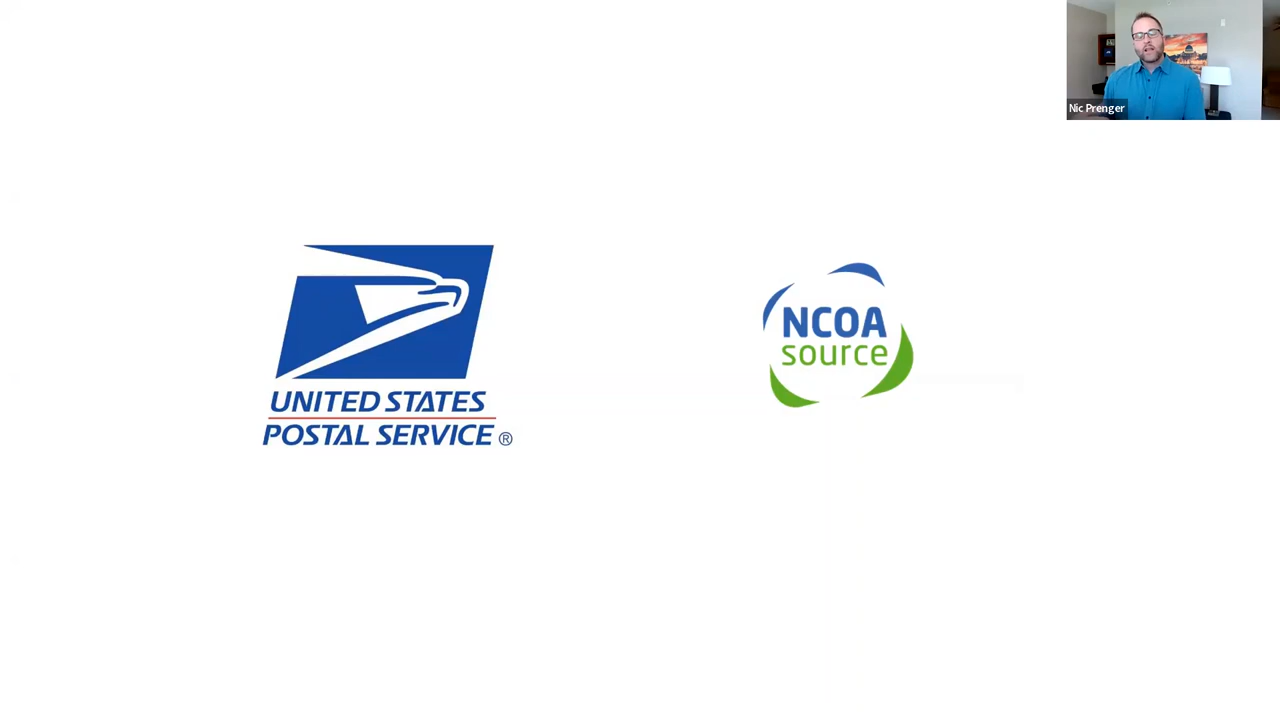 Nic Prenger
UNITED STATES
POSTAL SERVICE ®
NCOA
source